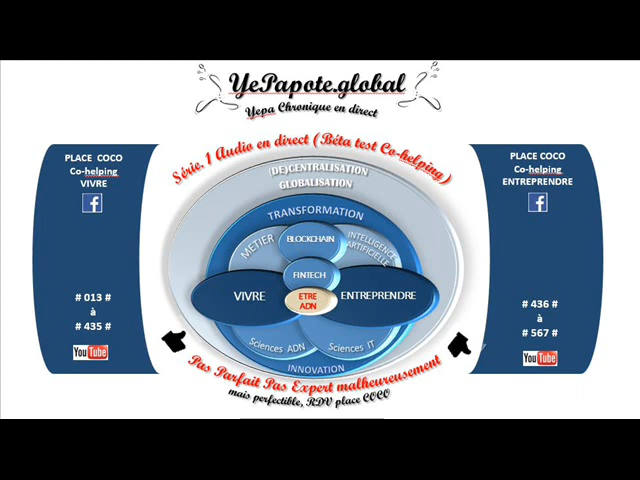 YePapote.global
Yepa Chronique en direct
Série, 1 Audio en direct (Béta test Co-helping)
PLACE COCO
Co-helping
VIVRE
# 013 #
à
# 435 #
YouTube
(DE)CENTRALISATION
GLOBALISATION
TRANSFORMATION
METIER
BLOCKCHAIN
INTELLIGENCE
ARTIFICIELLE
FINTECH
VIVRE
ETRE
ADN
ENTREPRENDRE
Sciences ADN
Sciences IT
INNOVATION
Pas Parfait Pas Expert malheureusement
mais perfectible, RDV place COCO
PLACE COCO
Co-helping
ENTREPRENDRE
# 436 #
à
# 567 #
YouTube